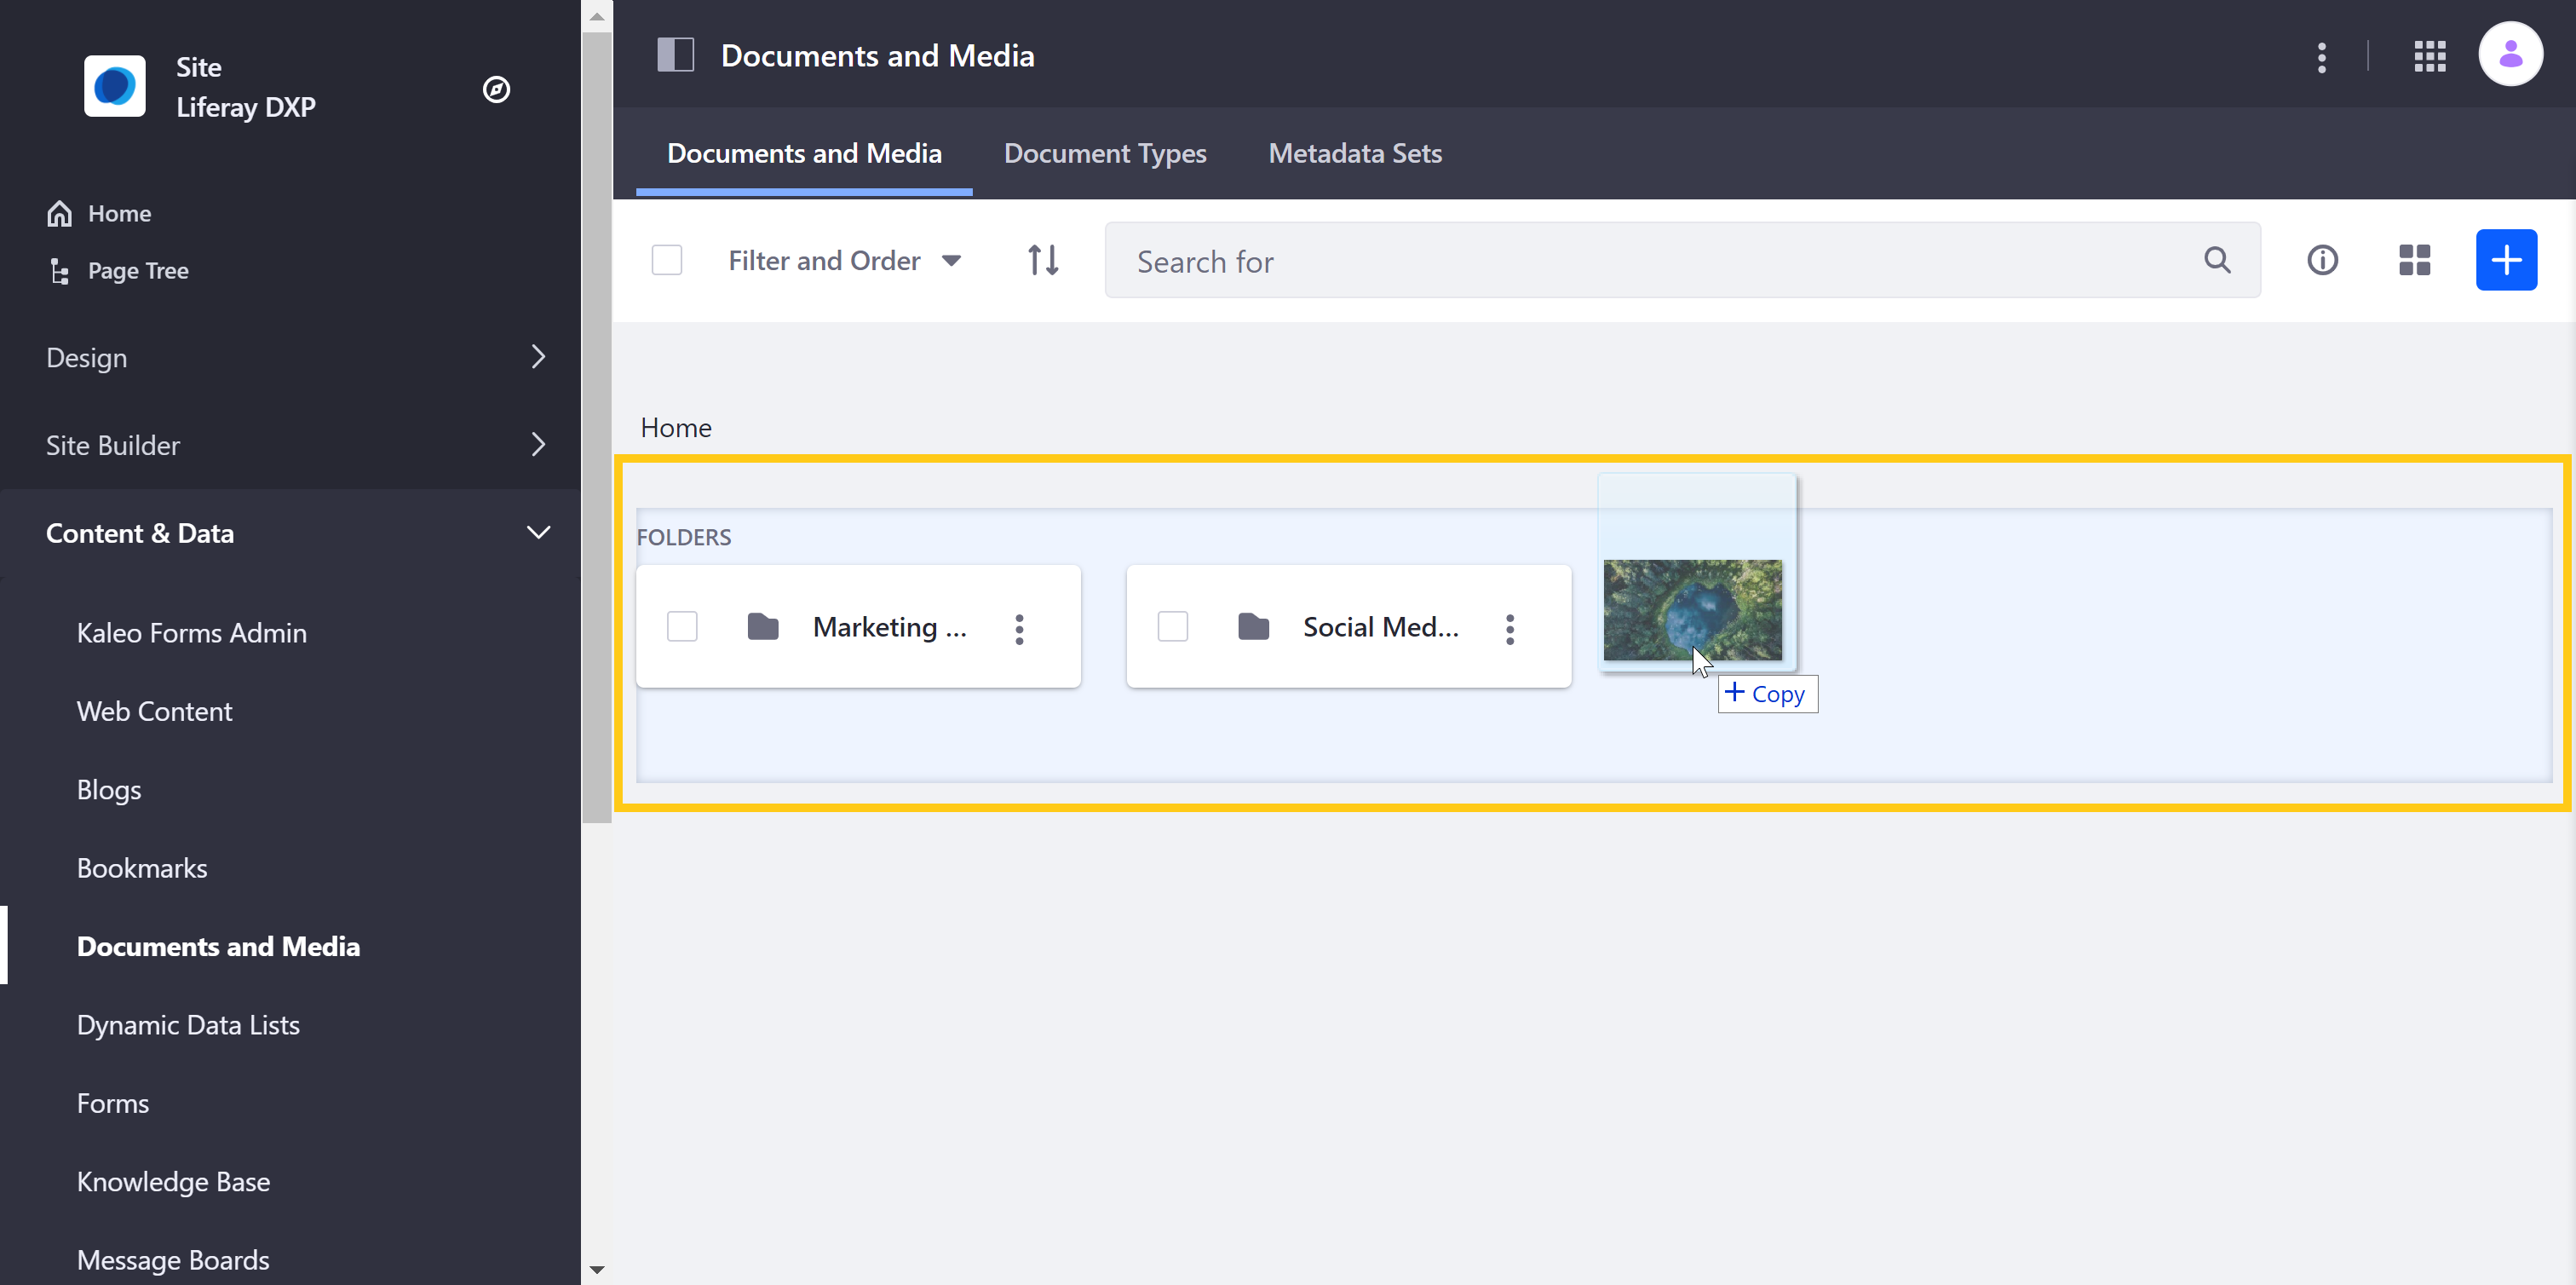 Site
Liferay DXP
Home
Page Tree
Design
Site Builder
Content & Data
Kaleo Forms Admin
Web Content
Blogs
Bookmarks
Documents and Media
Dynamic Data Lists
Forms
Knowledge Base
Message Boards
Documents and Media
Documents and Media
Document Types
Metadata Sets
Filter and Order
Search for
Home
FOLDERS
Marketing ...
Social Med...
+ Copy